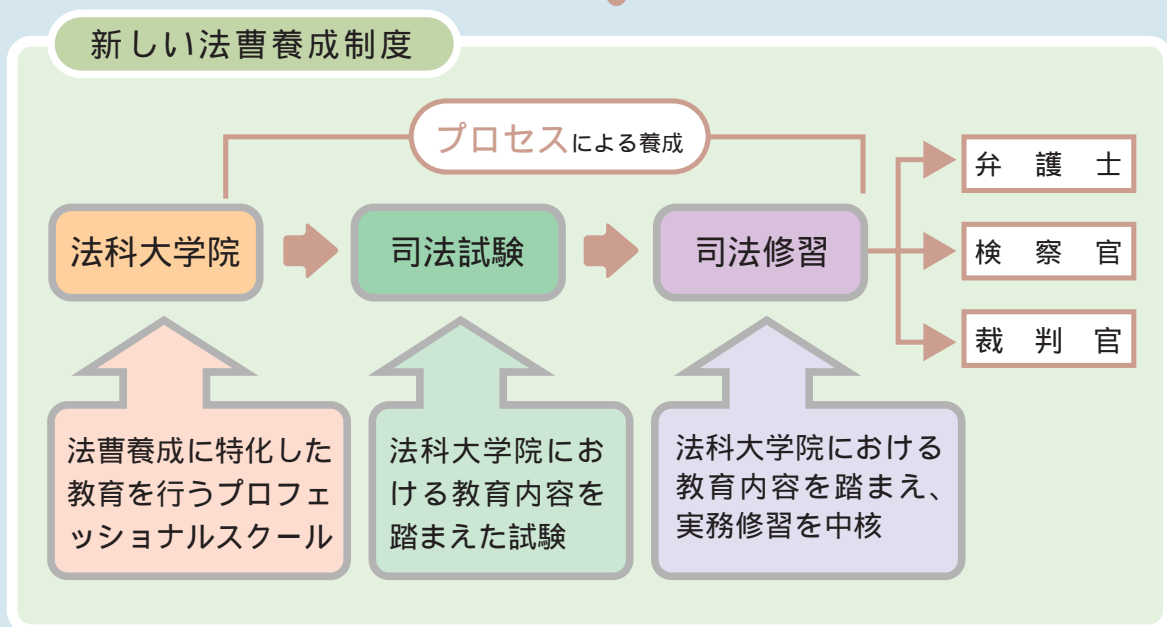 新しい法曹養成制度
プロセスによる養成
法科大学院
司法試験
司法修習
弁護士
検察官
裁判官
法曹養成に特化した
教育を行うプロフェ
ッショナルスクール
法科大学院にお
ける教育内容を
踏まえた試験
法科大学院における
教育内容を踏まえ、
実務修習を中核